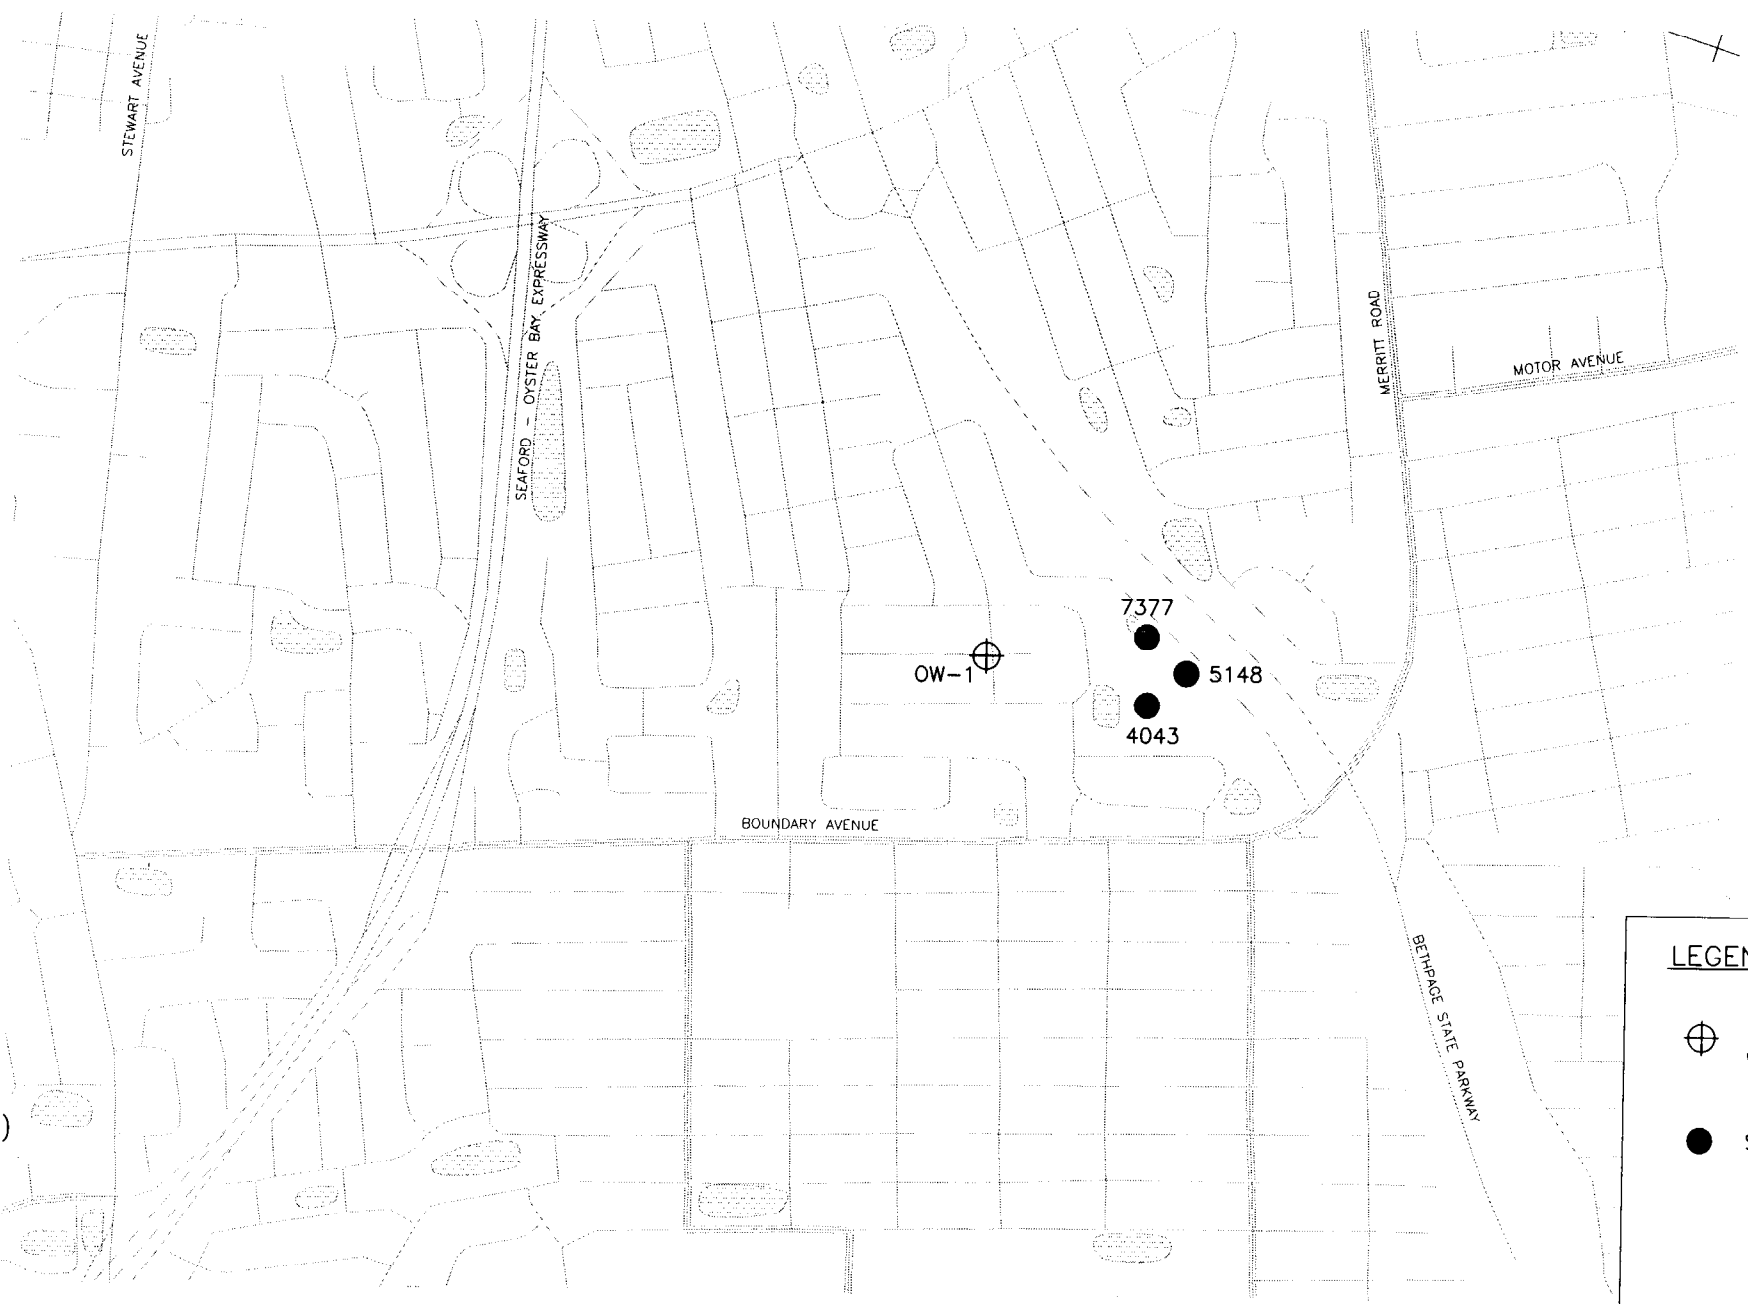 STEWART AVENUE
SEAFORD - OYSTER BAY EXPRESSWAY
MERRITT ROAD
MOTOR AVENUE
7377
OW-1
5148
4043
BOUNDARY AVENUE
BETHPAGE STATE PARKWAY
LEGEN
)